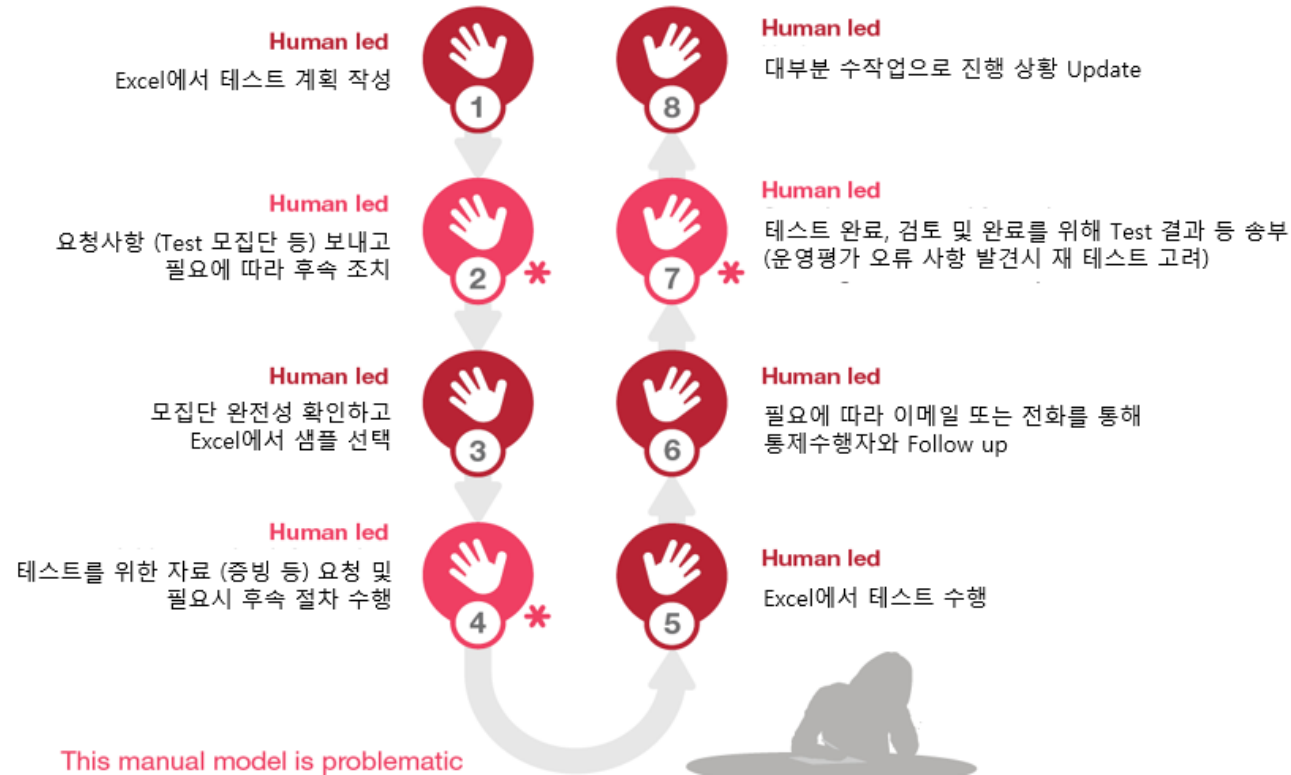 Human led
Excel에서 테스트 계획 작성
1
Human led
요청사항 (Test 모집단 등) 보내고
필요에 따라 후속 조치
2
*
Human led
모집단 완전성 확인하고
Excel에서 샘플 선택
3
Human led
테스트를 위한 자료 (증빙 등) 요청 및
필요시 후속 절차 수행
4
*
Human led
Excel에서 테스트 수행
5
Human led
필요에 따라 이메일 또는 전화를 통해
통제수행자와 Follow up
6
Human led
테스트 완료, 검토 및 완료를 위해 Test 결과 등 송부
(운영평가 오류 사항 발견시 재 테스트 고려)
7
*
Human led
대부분 수작업으로 진행 상황 Update
8
This manual model is problematic